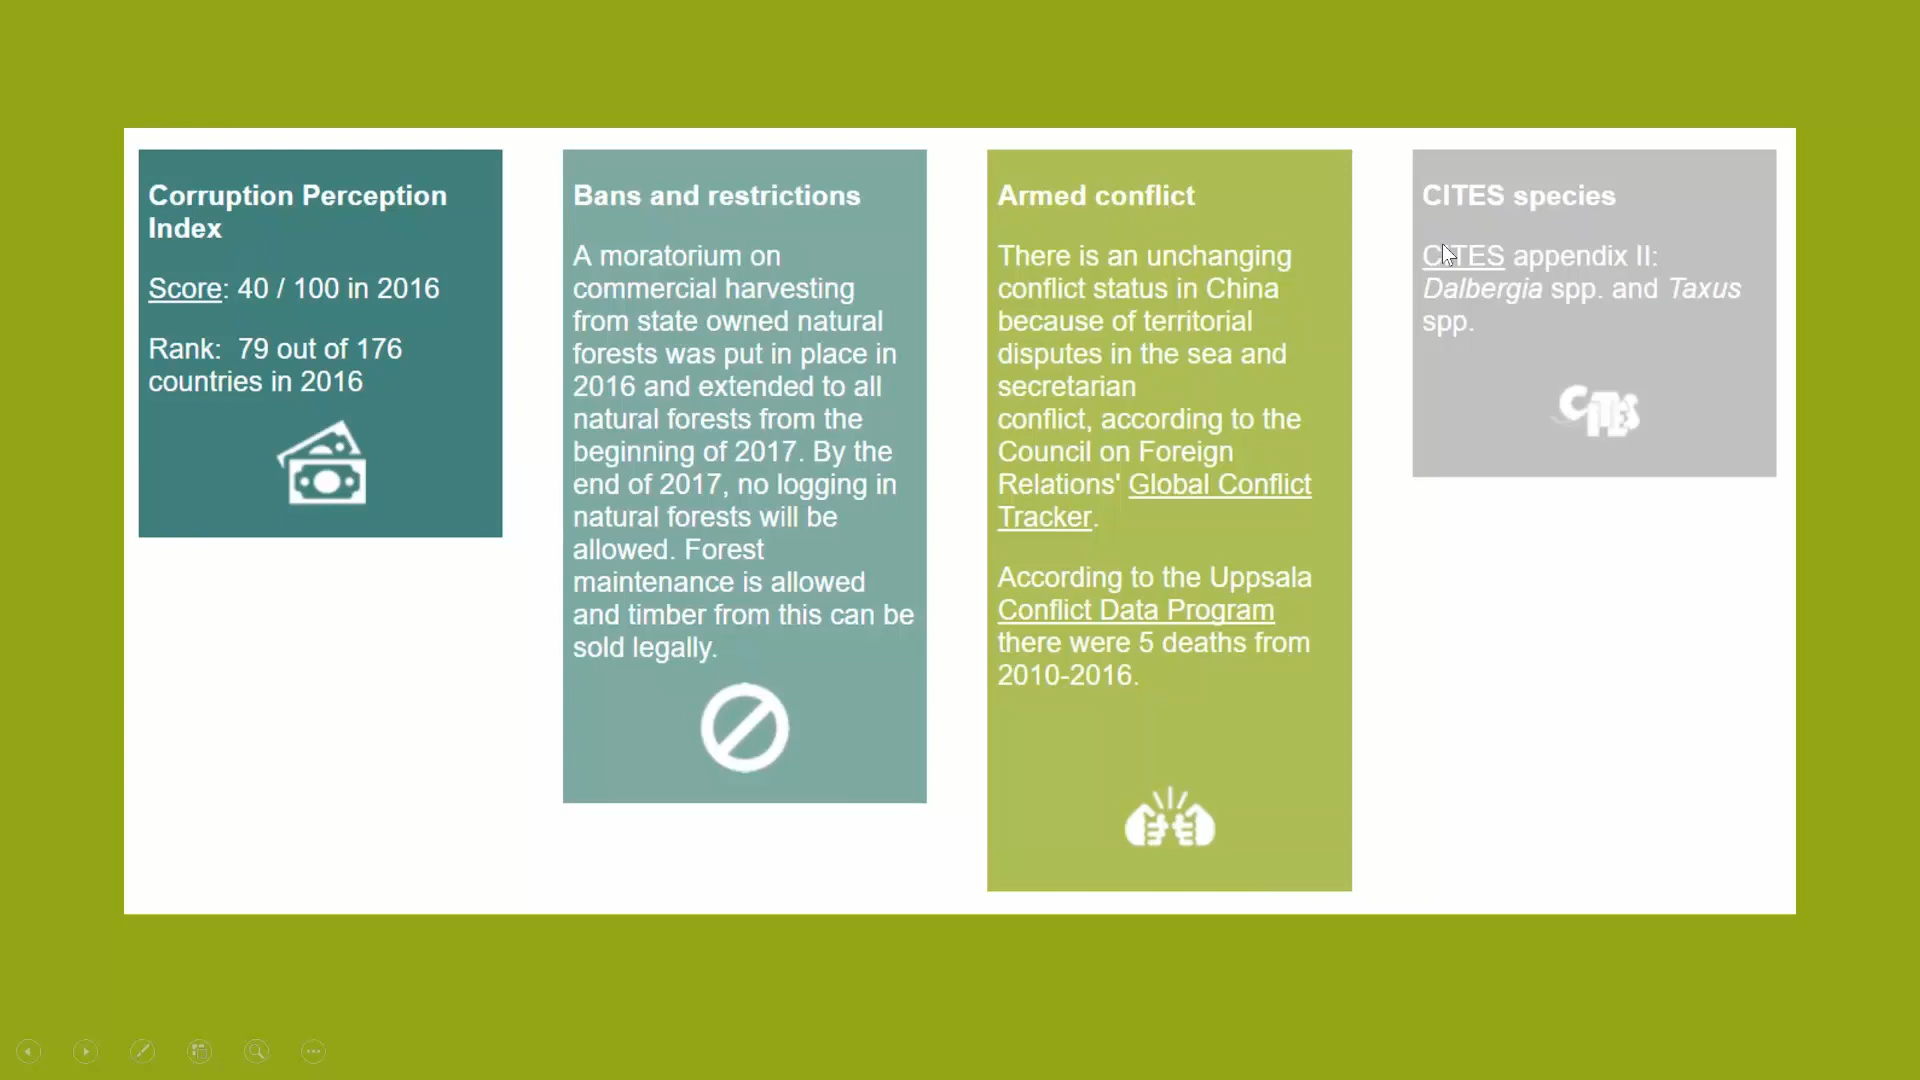 Corruption Perception
Index
Score: 40 / 100 in 2016
Rank:  79 out of 176
countries in 2016
Bans and restrictions
A moratorium on
commercial harvesting
from state owned natural
forests was put in place in
2016 and extended to all
natural forests from the
beginning of 2017. By the
end of 2017, no logging in
natural forests will be
allowed. Forest
maintenance is allowed
and timber from this can be
sold legally.
Armed conflict
There is an unchanging
conflict status in China
because of territorial
disputes in the sea and
secretarian
conflict, according to the
Council on Foreign
Relations' Global Conflict
Tracker.
According to the Uppsala
Conflict Data Program
there were 5 deaths from
2010-2016.
CITES species
CITES appendix II:
Dalbergia spp. and Taxus
spp.
CITES